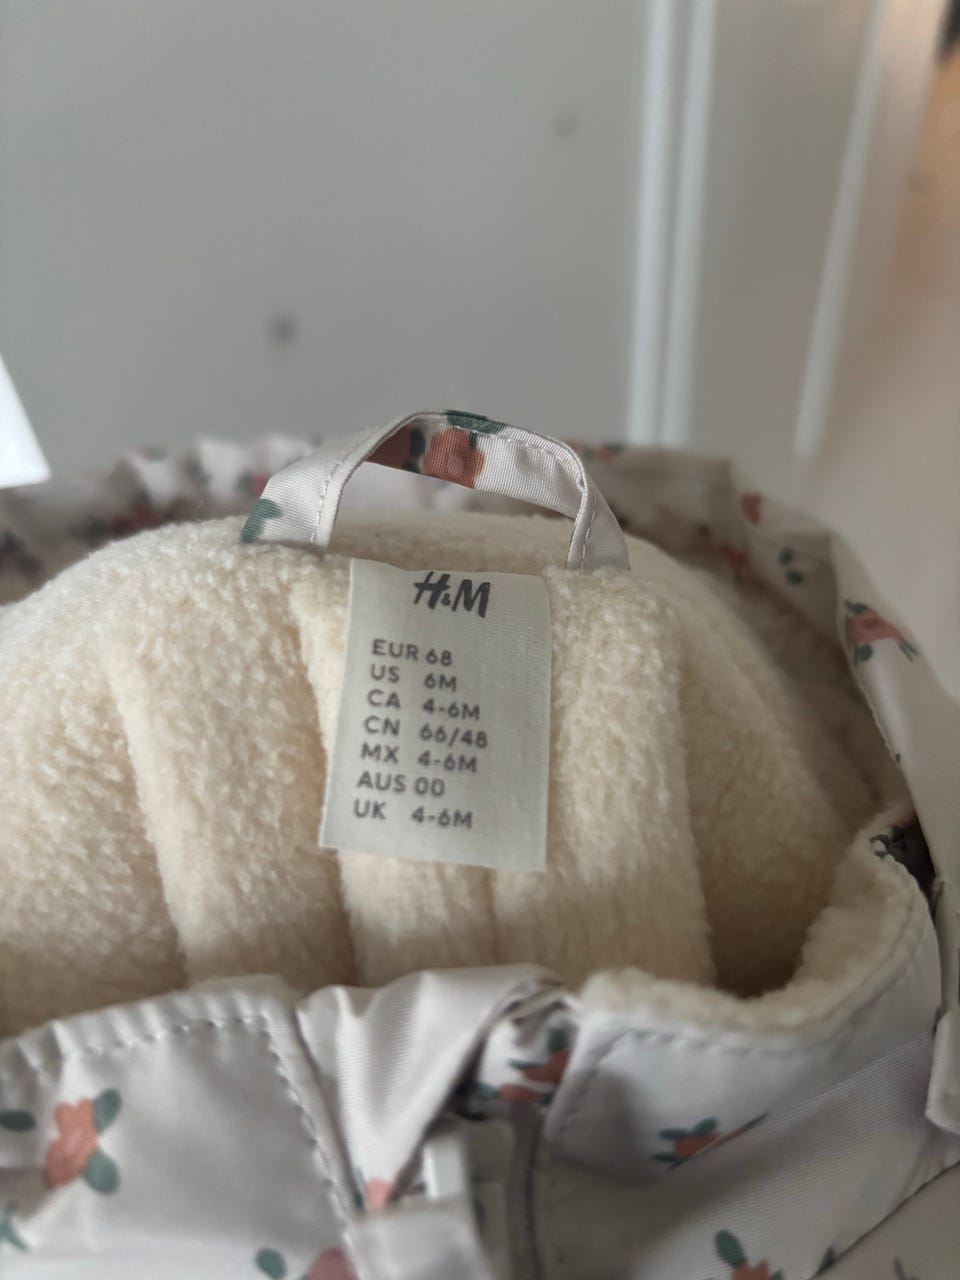 H&M
EUR 68
US 6M
CA 4-6M
CN 66/48
MX 4-6M
AUS 00
UK 4-6M